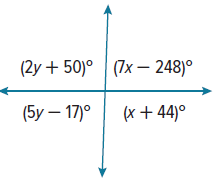 (2y + 50)º (7x – 248)º
(5y – 17)º (x + 44)º